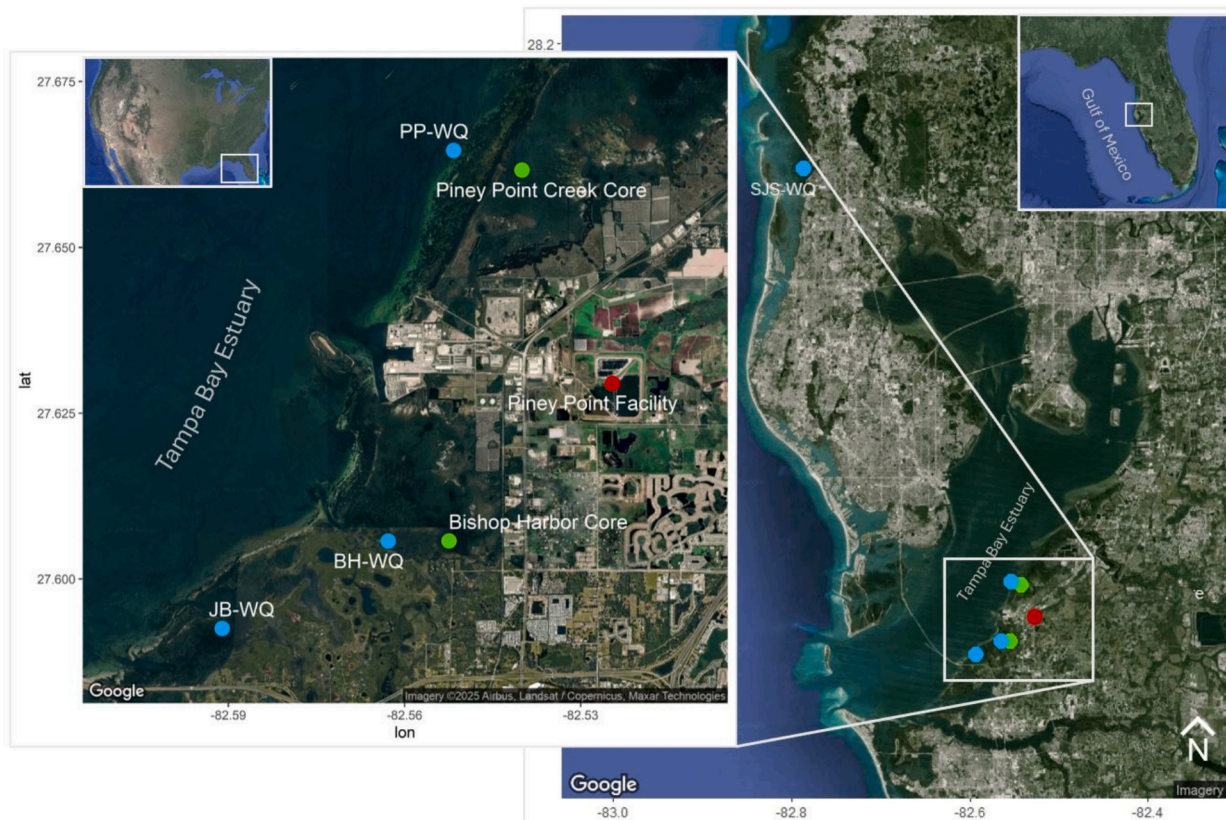 28.2
27.675
27.650
27.625
27.600
lat
PP-WQ
Piney Point Creek Core
Tampa Bay Estuary
Piney Point Facility
Bishop Harbor Core
BH-WQ
JB-WQ
Google
Imagery ©2025 Airbus, Landsat / Copernicus, Maxar Technologies
-82.59
-82.56
-82.53
lon
SJS-WQ
Gulf of Mexico
Tampa Bay Estuary
e
N
Google
Imagery
-83.0
-82.8
-82.6
-82.4